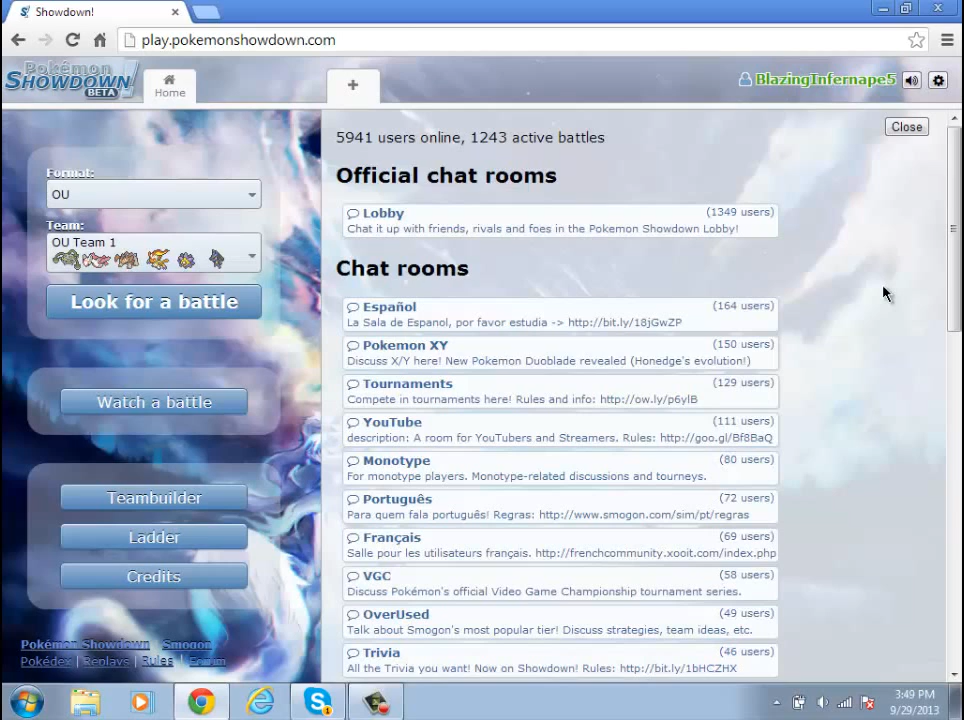 Showdown!
play.pokemonshowdown.com
Pokémon
SHOWDOWN!
BETA
Home
BlazingInfernape5
5941 users online, 1243 active battles
Close
Official chat rooms
Lobby (1349 users)
Chat it up with friends, rivals and foes in the Pokemon Showdown Lobby!
Chat rooms
Español (164 users)
La Sala de Espanol, por favor estudia -> http://bit.ly/18jGwZP
Pokemon XY (150 users)
Discuss X/Y here! New Pokemon Duoblade revealed (Honedge's evolution!)
Tournaments (129 users)
Compete in tournaments here! Rules and info: http://ow.ly/p6ylB
YouTube (111 users)
description: A room for YouTubers and Streamers. Rules: http://goo.gl/Bf8BaQ
Monotype (80 users)
For monotype players. Monotype-related discussions and tourneys.
Português (72 users)
Para quem fala português! Regras: http://www.smogon.com/sim/pt/regras
Français (69 users)
Salle pour les utilisateurs français. http://frenchcommunity.xooit.com/index.php
VGC (58 users)
Discuss Pokémon's official Video Game Championship tournament series.
OverUsed (49 users)
Talk about Smogon's most popular tier! Discuss strategies, team ideas, etc.
Trivia (46 users)
All the Trivia you want! Now on Showdown! Rules: http://bit.ly/1bHCZHX
Format:
OU
Team:
OU Team 1
Look for a battle
Watch a battle
Teambuilder
Ladder
Credits
Pokémon Showdown Smogon
Pokédex | Replays | Rules | Forum
3:49 PM
9/29/2013